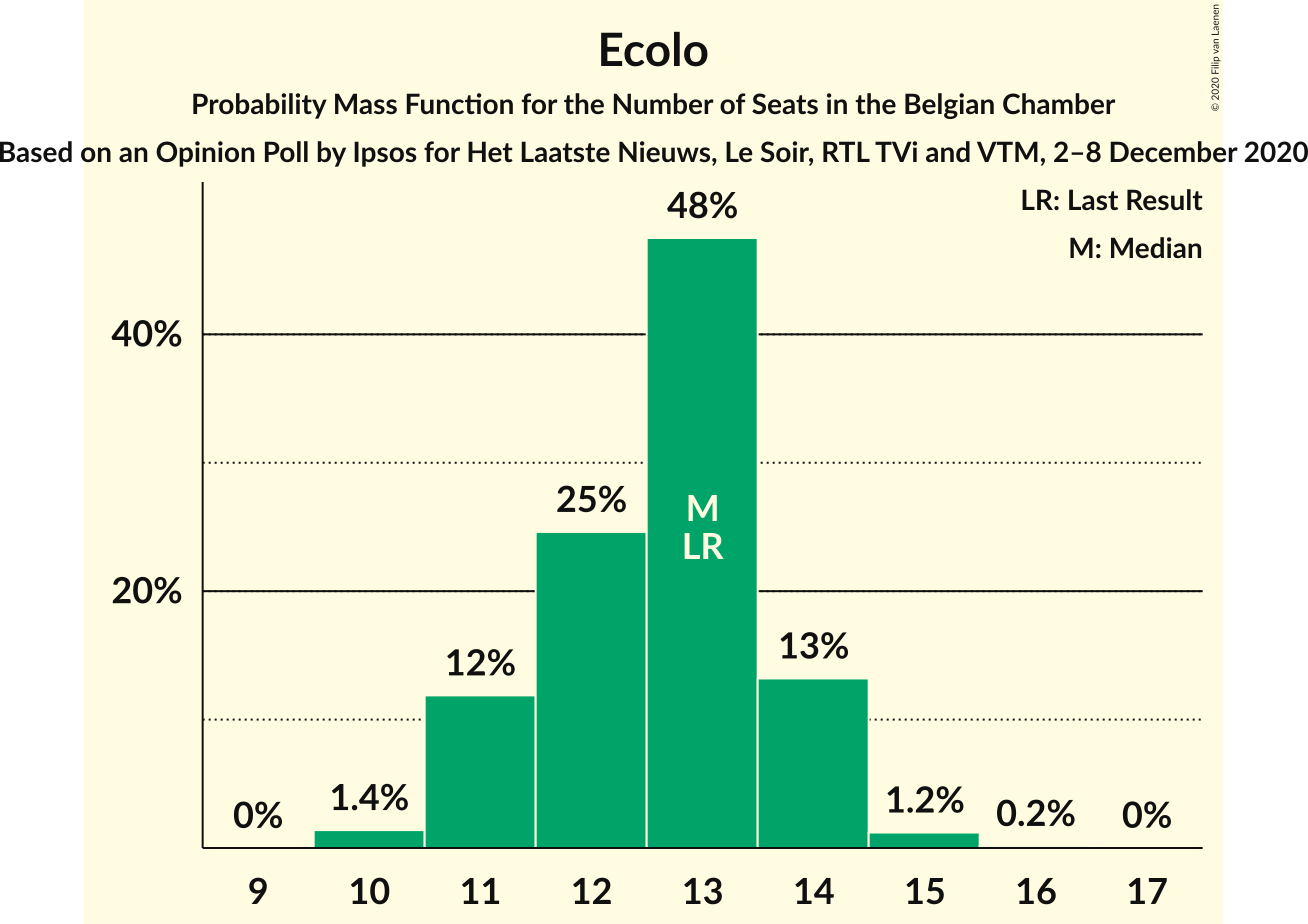 Ecolo
Probability Mass Function for the Number of Seats in the Belgian Chamber
Based on an Opinion Poll by Ipsos for Het Laatste Nieuws, Le Soir, RTL TVi and VTM, 2–8 December 2020
© 2020 Filip van Laenen
LR: Last Result
M: Median
48%
40%
25%
M
LR
20%
13%
12%
1.4%
1.2%
0.2%
0%
0%
9 10 11 12 13 14 15 16 17